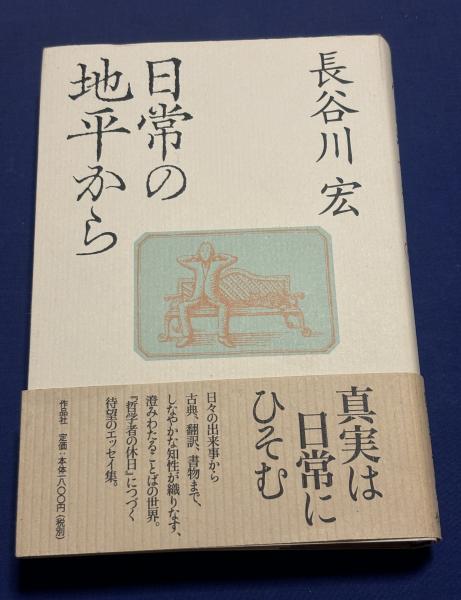 長谷川 宏
日常の
地平から
真実は
日常に
ひそむ
日々の出来事から
古典、翻訳、書物まで、
しなやかな知性が織りなす、
澄みわたることばの世界。
『哲学者の休日』につづく
待望のエッセイ集。
作品社 定価:本体一八〇〇円(税別)